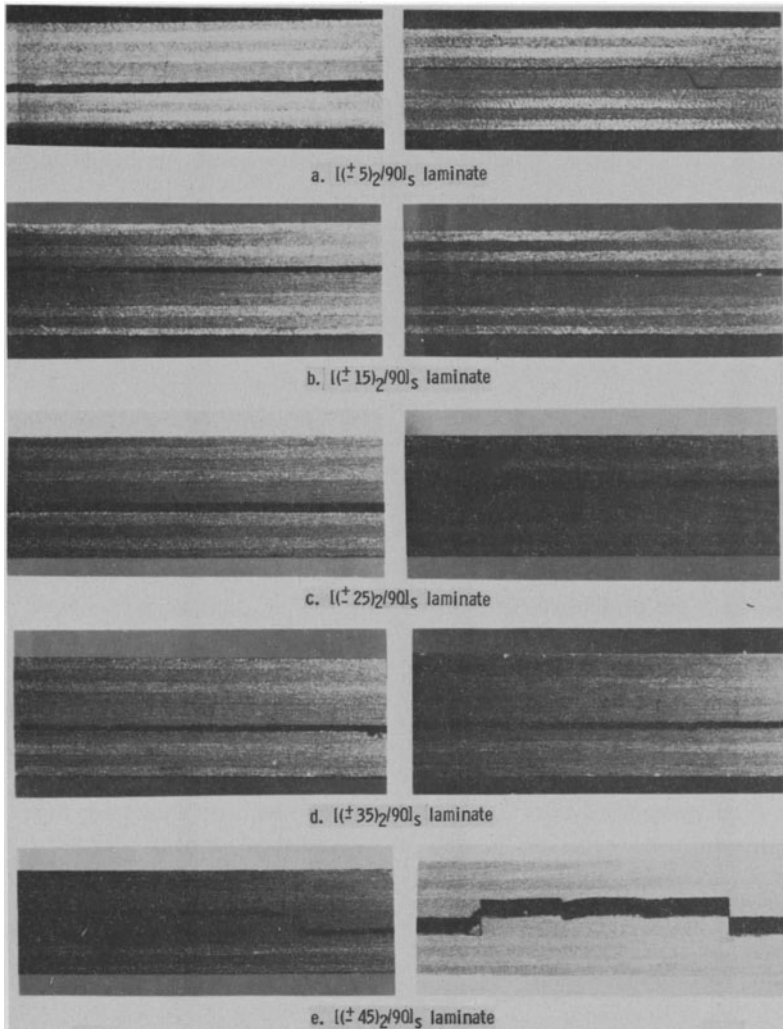 a. [(±5)₂/90]ₛ laminate
b. [(±15)₂/90]ₛ laminate
c. [(±25)₂/90]ₛ laminate
d. [(±35)₂/90]ₛ laminate
e. [(±45)₂/90]ₛ laminate